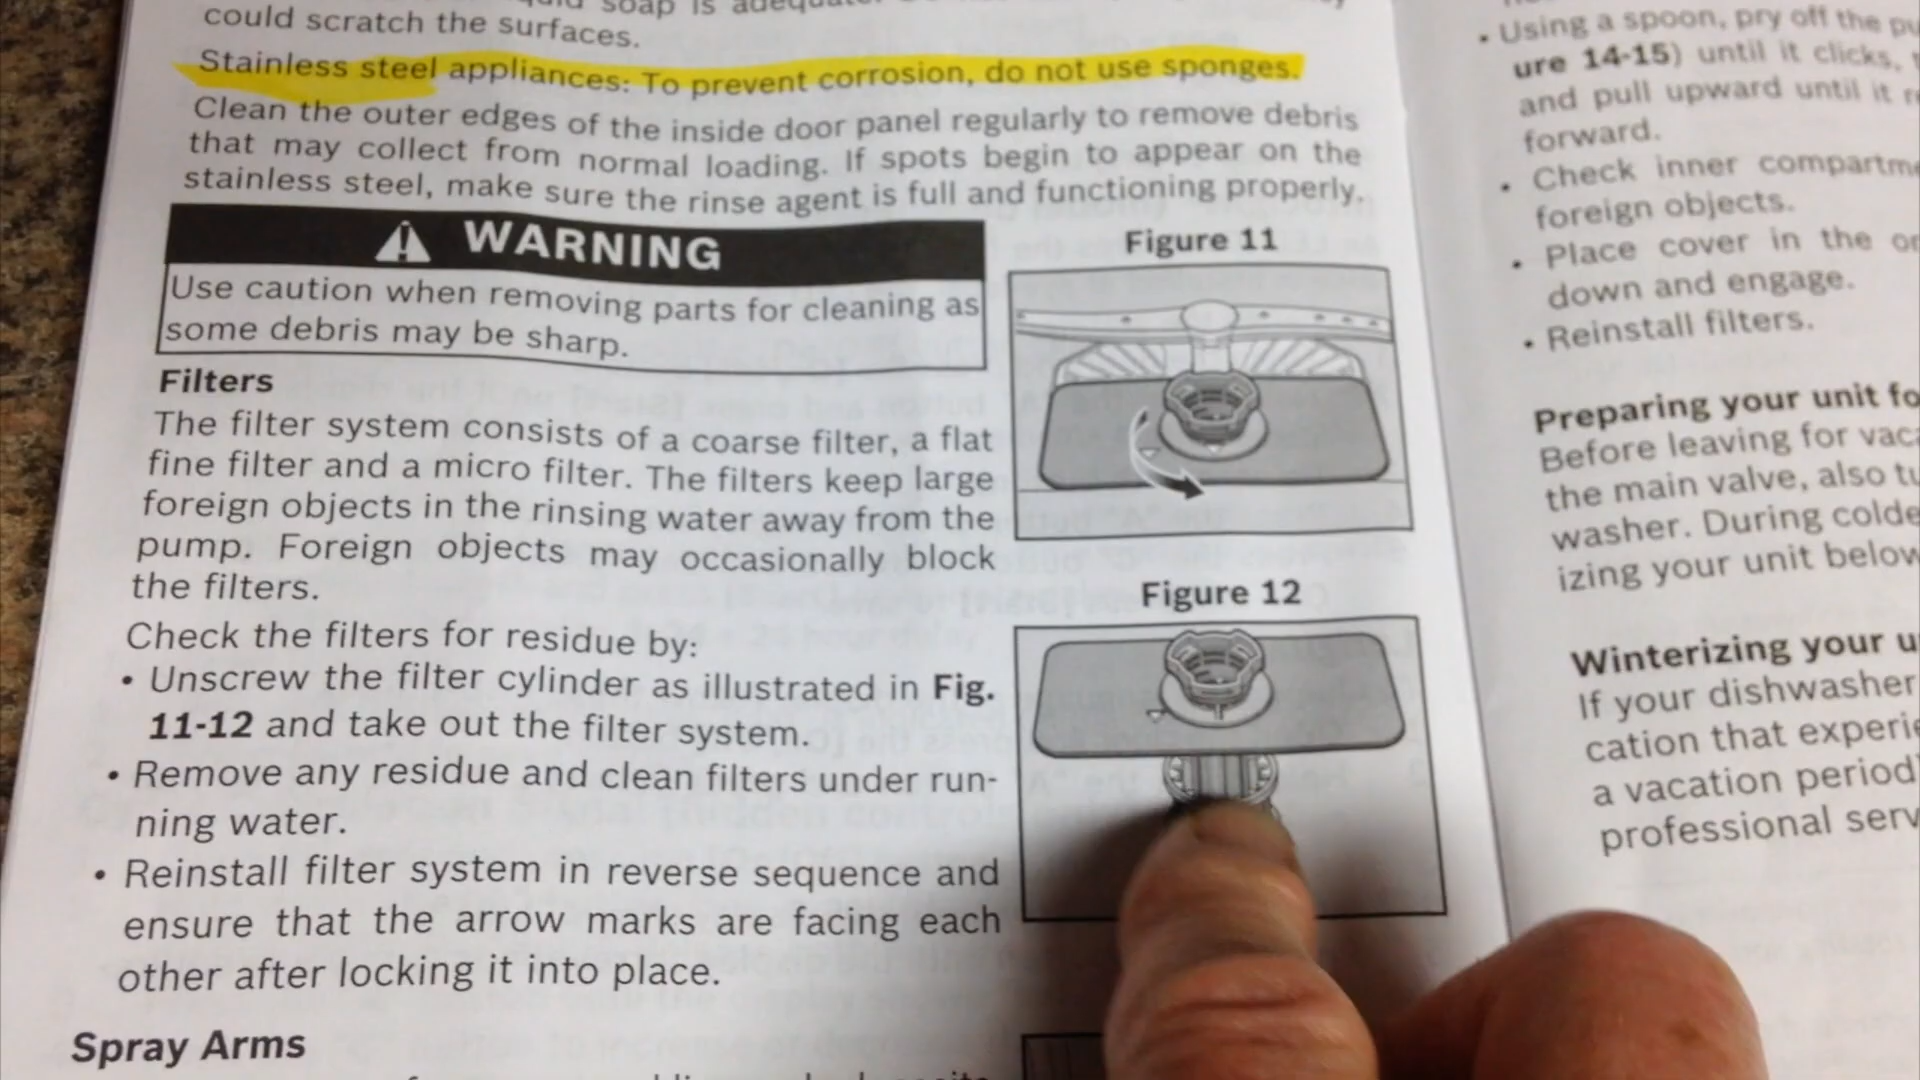 soap is
could scratch the surfaces.
Stainless steel appliances: To prevent corrosion, do not use sponges.
Clean the outer edges of the inside door panel regularly to remove debris
that may collect from normal loading. If spots begin to appear on the
stainless steel, make sure the rinse agent is full and functioning properly.
WARNING
Use caution when removing parts for cleaning as
some debris may be sharp.
Filters
The filter system consists of a coarse filter, a flat
fine filter and a micro filter. The filters keep large
foreign objects in the rinsing water away from the
pump. Foreign objects may occasionally block
the filters.
Check the filters for residue by:
• Unscrew the filter cylinder as illustrated in Fig.
11-12 and take out the filter system.
• Remove any residue and clean filters under run-
ning water.
• Reinstall filter system in reverse sequence and
ensure that the arrow marks are facing each
other after locking it into place.
Spray Arms
Figure 11
Figure 12
• Using a spoon, pry off the
ure 14-15) until it clicks,
and pull upward until it
forward.
• Check inner
foreign objects.
• Place cover in the
down and engage.
• Reinstall filters.
Preparing your unit
Before leaving for
the main valve, also
washer. During
izing your unit below
Winterizing your
If your dishwasher
cation that
a vacation period
professional